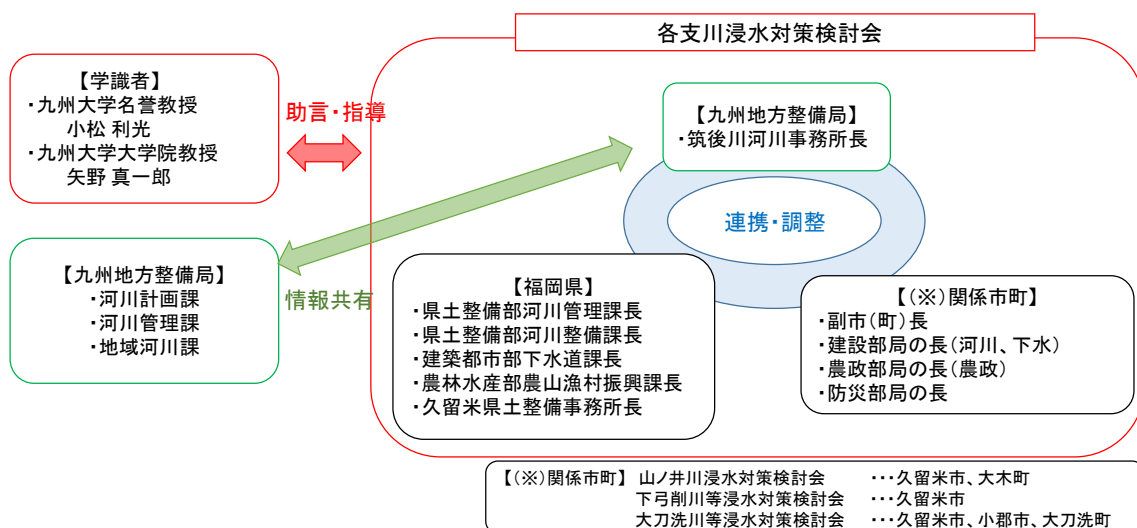 各支川浸水対策検討会
【学識者】
・九州大学名誉教授
小松 利光
・九州大学大学院教授
矢野 真一郎
助言・指導
【九州地方整備局】
・筑後川河川事務所長
連携・調整
【九州地方整備局】
・河川計画課
・河川管理課
・地域河川課
情報共有
【福岡県】
・県土整備部河川管理課長
・県土整備部河川整備課長
・建築都市部下水道課長
・農林水産部農山漁村振興課長
・久留米県土整備事務所長
【(※)関係市町】
・副市(町)長
・建設部局の長(河川、下水)
・農政部局の長(農政)
・防災部局の長
【(※)関係市町】 山ノ井川浸水対策検討会 ・・・久留米市、大木町
下弓削川等浸水対策検討会 ・・・久留米市
大刀洗川等浸水対策検討会 ・・・久留米市、小郡市、大刀洗町